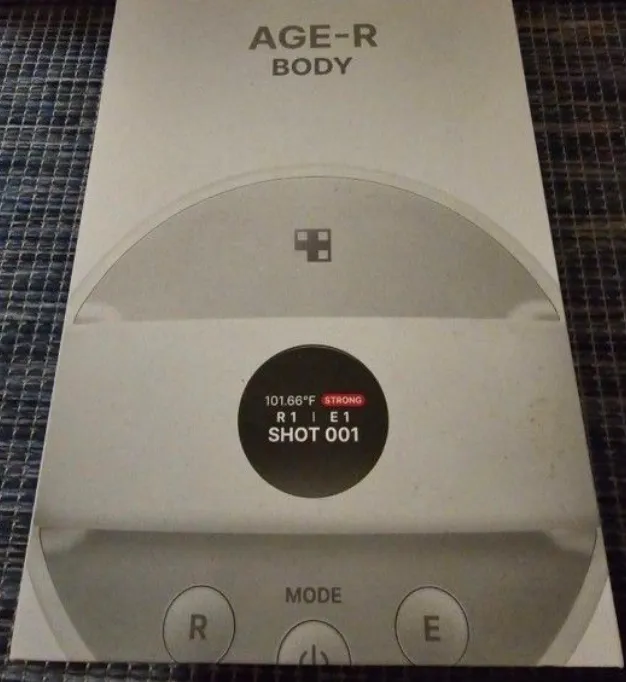 AGE-R
BODY
101.66°F STRONG
R1 | E1
SHOT 001
MODE
R
E